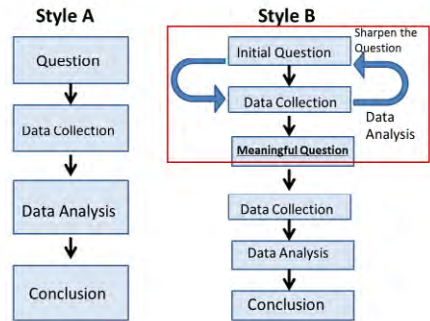 Style A
Question
Data Collection
Data Analysis
Conclusion
Style B
Initial Question
Sharpen the
Question
Data Collection
Data
Analysis
Meaningful Question
Data Collection
Data Analysis
Conclusion